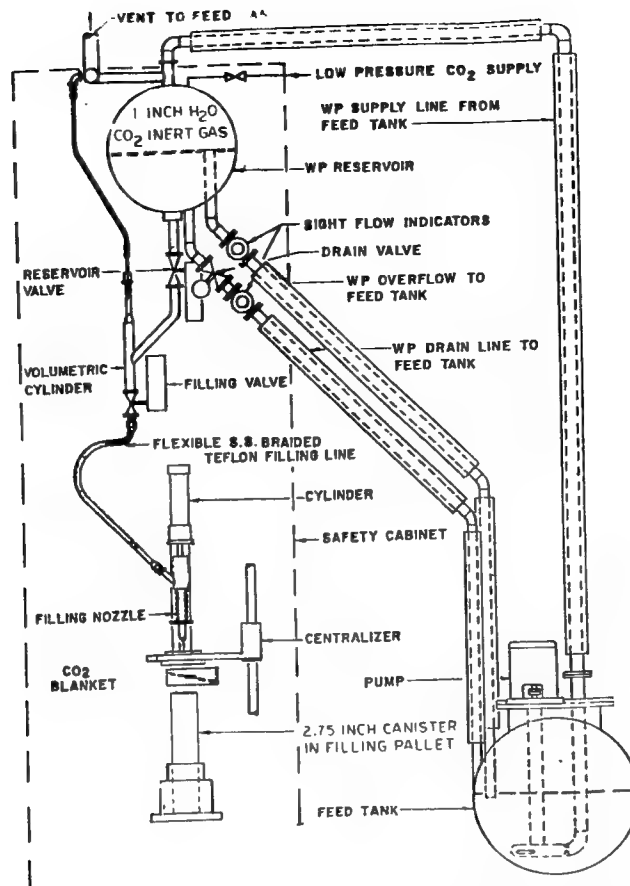 VENT TO FEED
LOW PRESSURE CO2 SUPPLY
1 INCH H2O
CO2 INERT GAS
WP SUPPLY LINE FROM
FEED TANK
WP RESERVOIR
SIGHT FLOW INDICATORS
DRAIN VALVE
RESERVOIR
VALVE
WP OVERFLOW TO
FEED TANK
WP DRAIN LINE TO
FEED TANK
VOLUMETRIC
CYLINDER
FILLING VALVE
FLEXIBLE S.S. BRAIDED
TEFLON FILLING LINE
CYLINDER
SAFETY CABINET
FILLING NOZZLE
CENTRALIZER
CO2
BLANKET
PUMP
2.75 INCH CANISTER
IN FILLING PALLET
FEED TANK